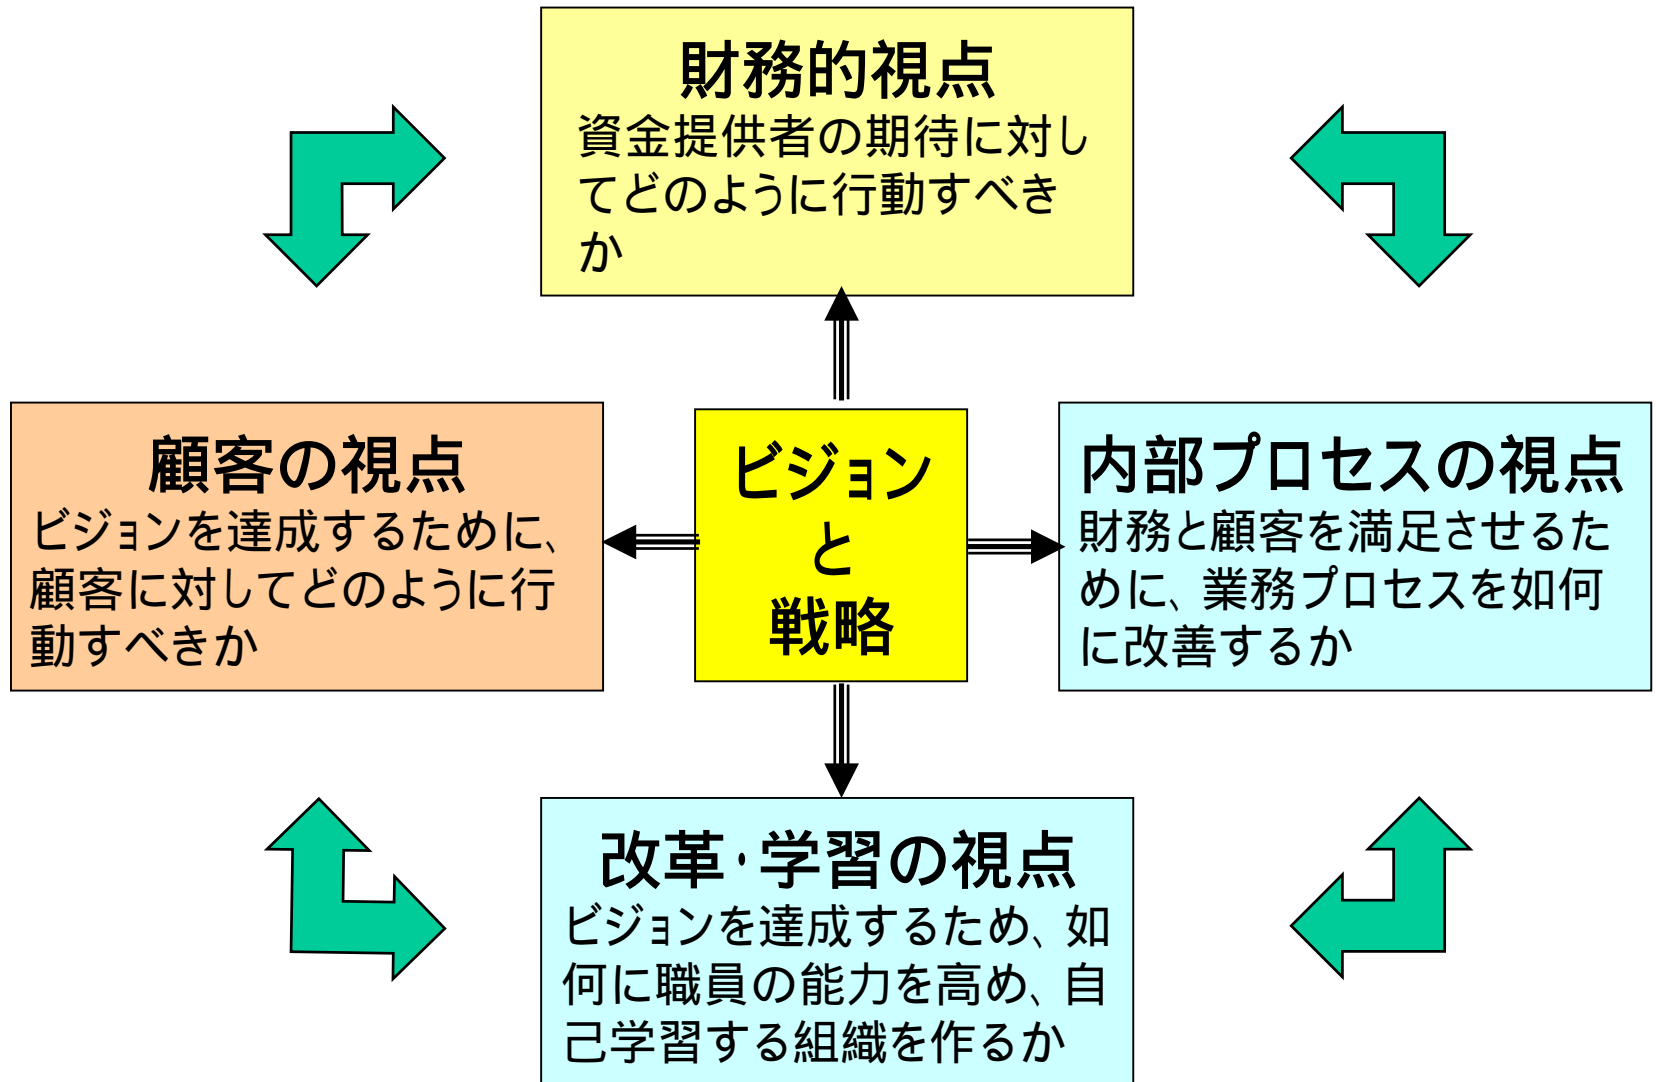 財務的視点
資金提供者の期待に対し
てどのように行動すべき
か
顧客の視点
ビジョンを達成するために、
顧客に対してどのように行
動すべきか
ビジョン
と
戦略
内部プロセスの視点
財務と顧客を満足させるた
めに、業務プロセスを如何
に改善するか
改革・学習の視点
ビジョンを達成するため、如
何に職員の能力を高め、自
己学習する組織を作るか